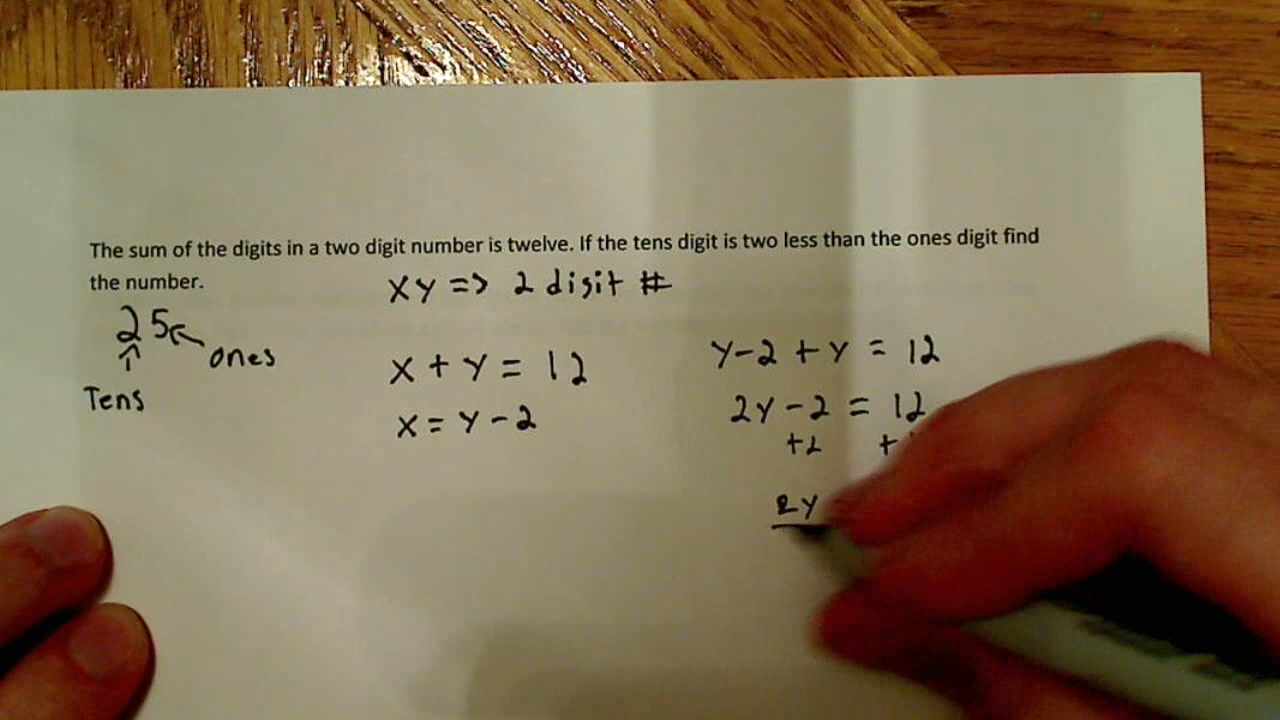 The sum of the digits in a two digit number is twelve. If the tens digit is two less than the ones digit find
the number.
xy => 2 digit #
25
ones
Tens
x + y = 12
x = y - 2
y - 2 + y = 12
2y - 2 = 12
+2 +
2y